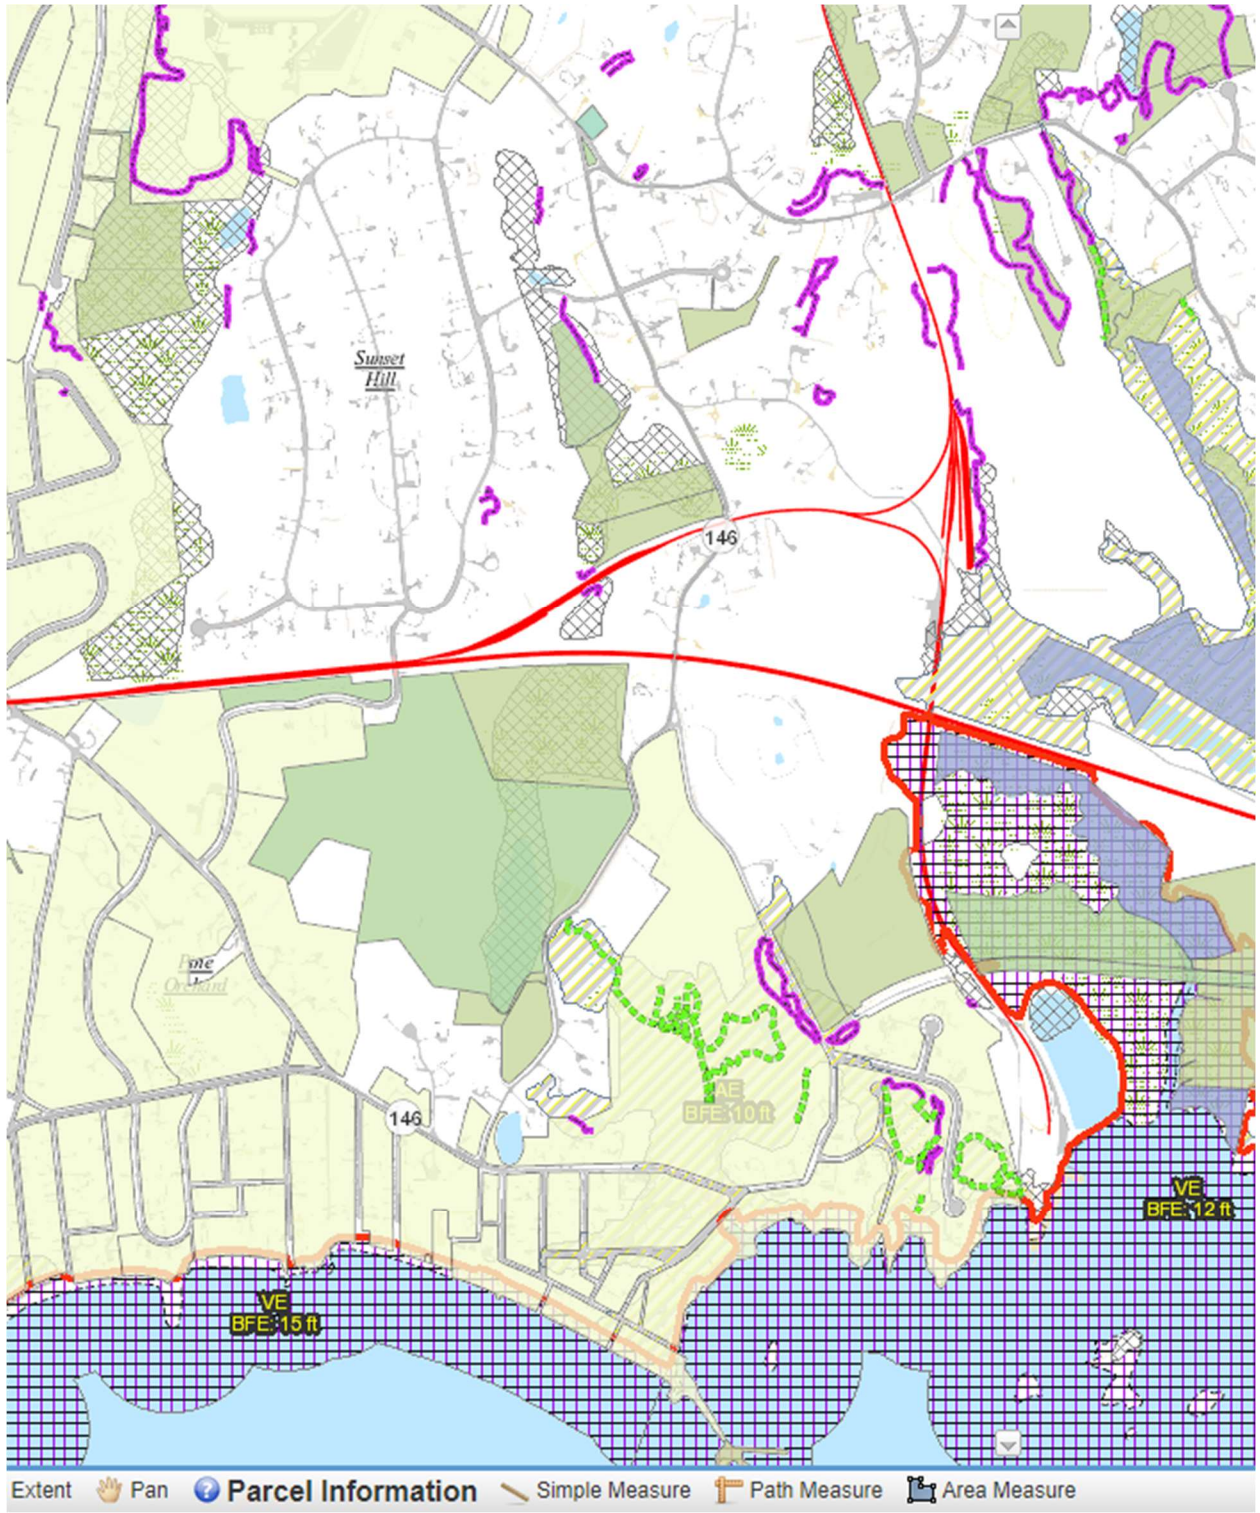 Sunset
Hill
146
Orchard
146
AE
BFE: 10 ft
VE
BFE: 12 ft
VE
BFE: 15 ft
Extent
Pan
Parcel Information
Simple Measure
Path Measure
Area Measure